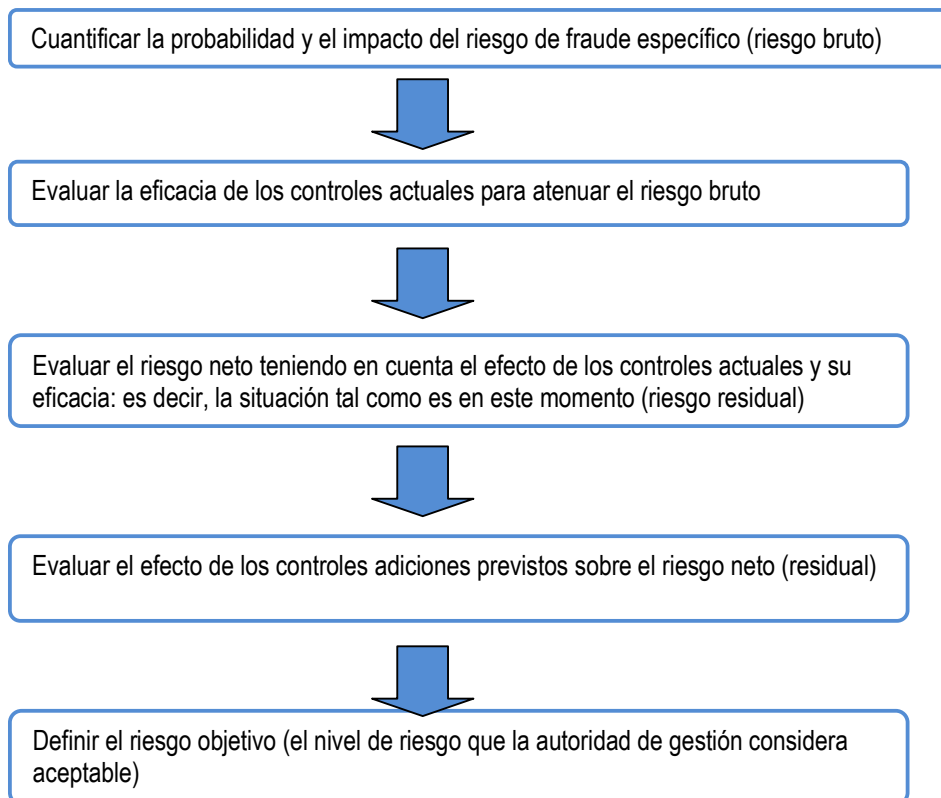 Cuantificar la probabilidad y el impacto del riesgo de fraude específico (riesgo bruto)
Evaluar la eficacia de los controles actuales para atenuar el riesgo bruto
Evaluar el riesgo neto teniendo en cuenta el efecto de los controles actuales y su
eficacia: es decir, la situación tal como es en este momento (riesgo residual)
Evaluar el efecto de los controles adiciones previstos sobre el riesgo neto (residual)
Definir el riesgo objetivo (el nivel de riesgo que la autoridad de gestión considera
aceptable)